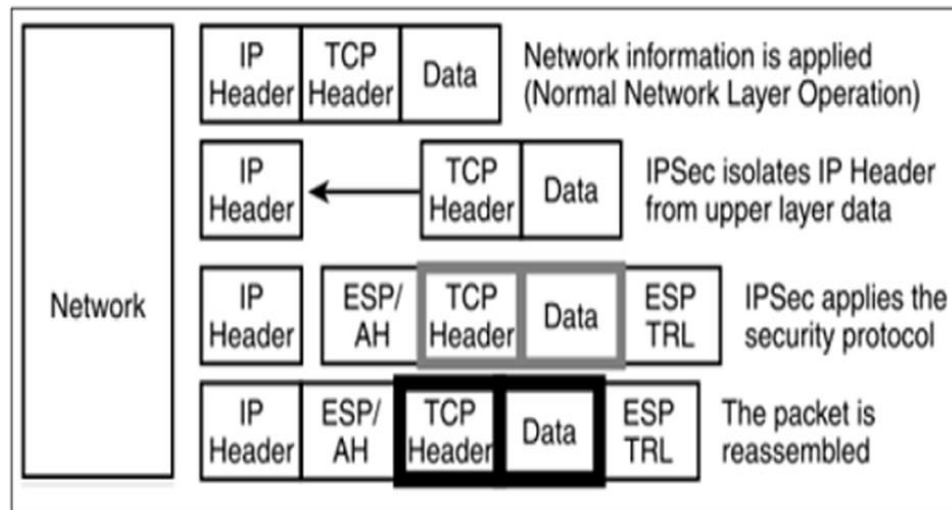 Network
IP
Header
TCP
Header
Data
Network information is applied
(Normal Network Layer Operation)
IP
Header
TCP
Header
Data
IPSec isolates IP Header
from upper layer data
IP
Header
ESP/
AH
TCP
Header
Data
ESP
TRL
IPSec applies the
security protocol
IP
Header
ESP/
AH
TCP
Header
Data
ESP
TRL
The packet is
reassembled